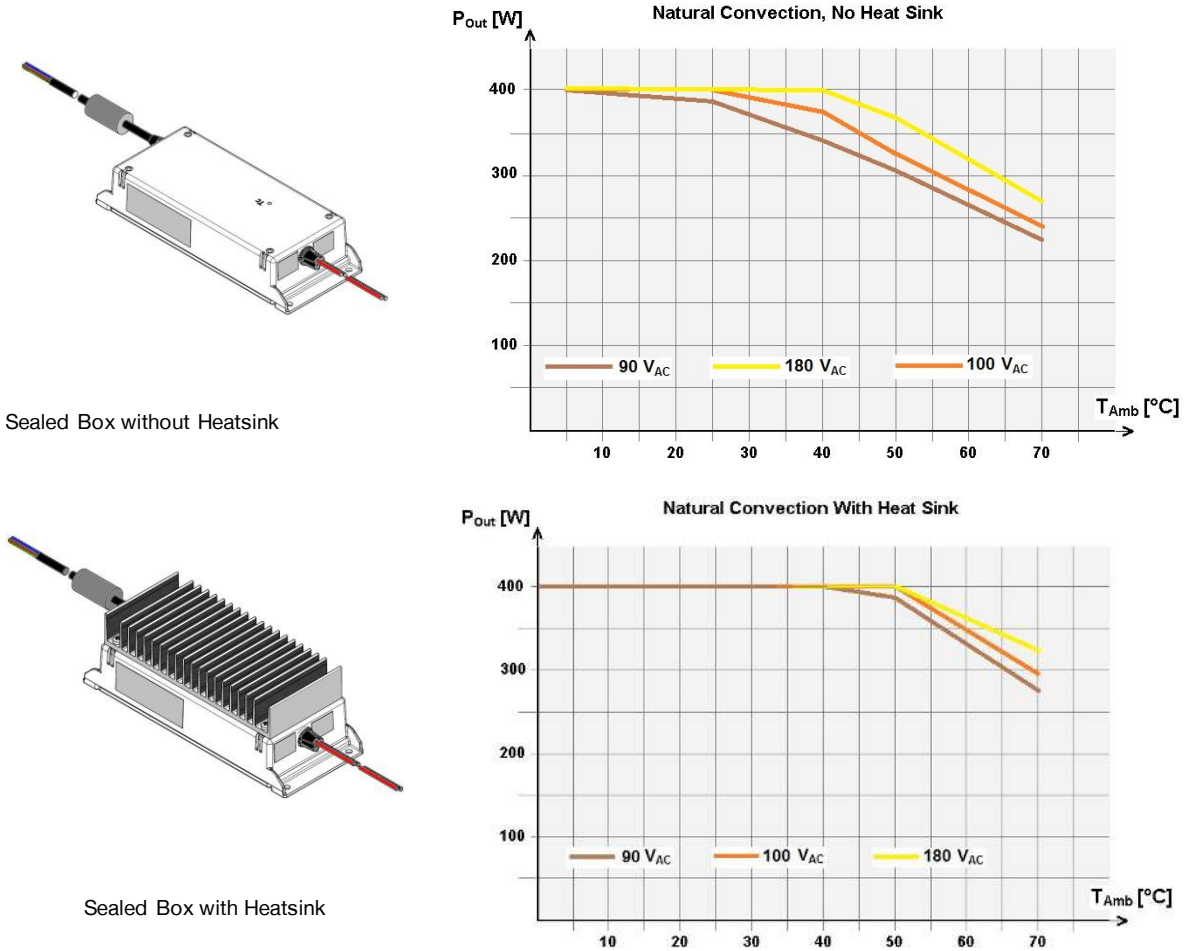 Natural Convection, No Heat Sink
P_Out [W]
400
300
200
100
90 V_AC
180 V_AC
100 V_AC
T_Amb [°C]
10 20 30 40 50 60 70
Tc
Sealed Box without Heatsink
Natural Convection With Heat Sink
P_Out [W]
400
300
200
100
90 V_AC
100 V_AC
180 V_AC
T_Amb [°C]
10 20 30 40 50 60 70
Sealed Box with Heatsink